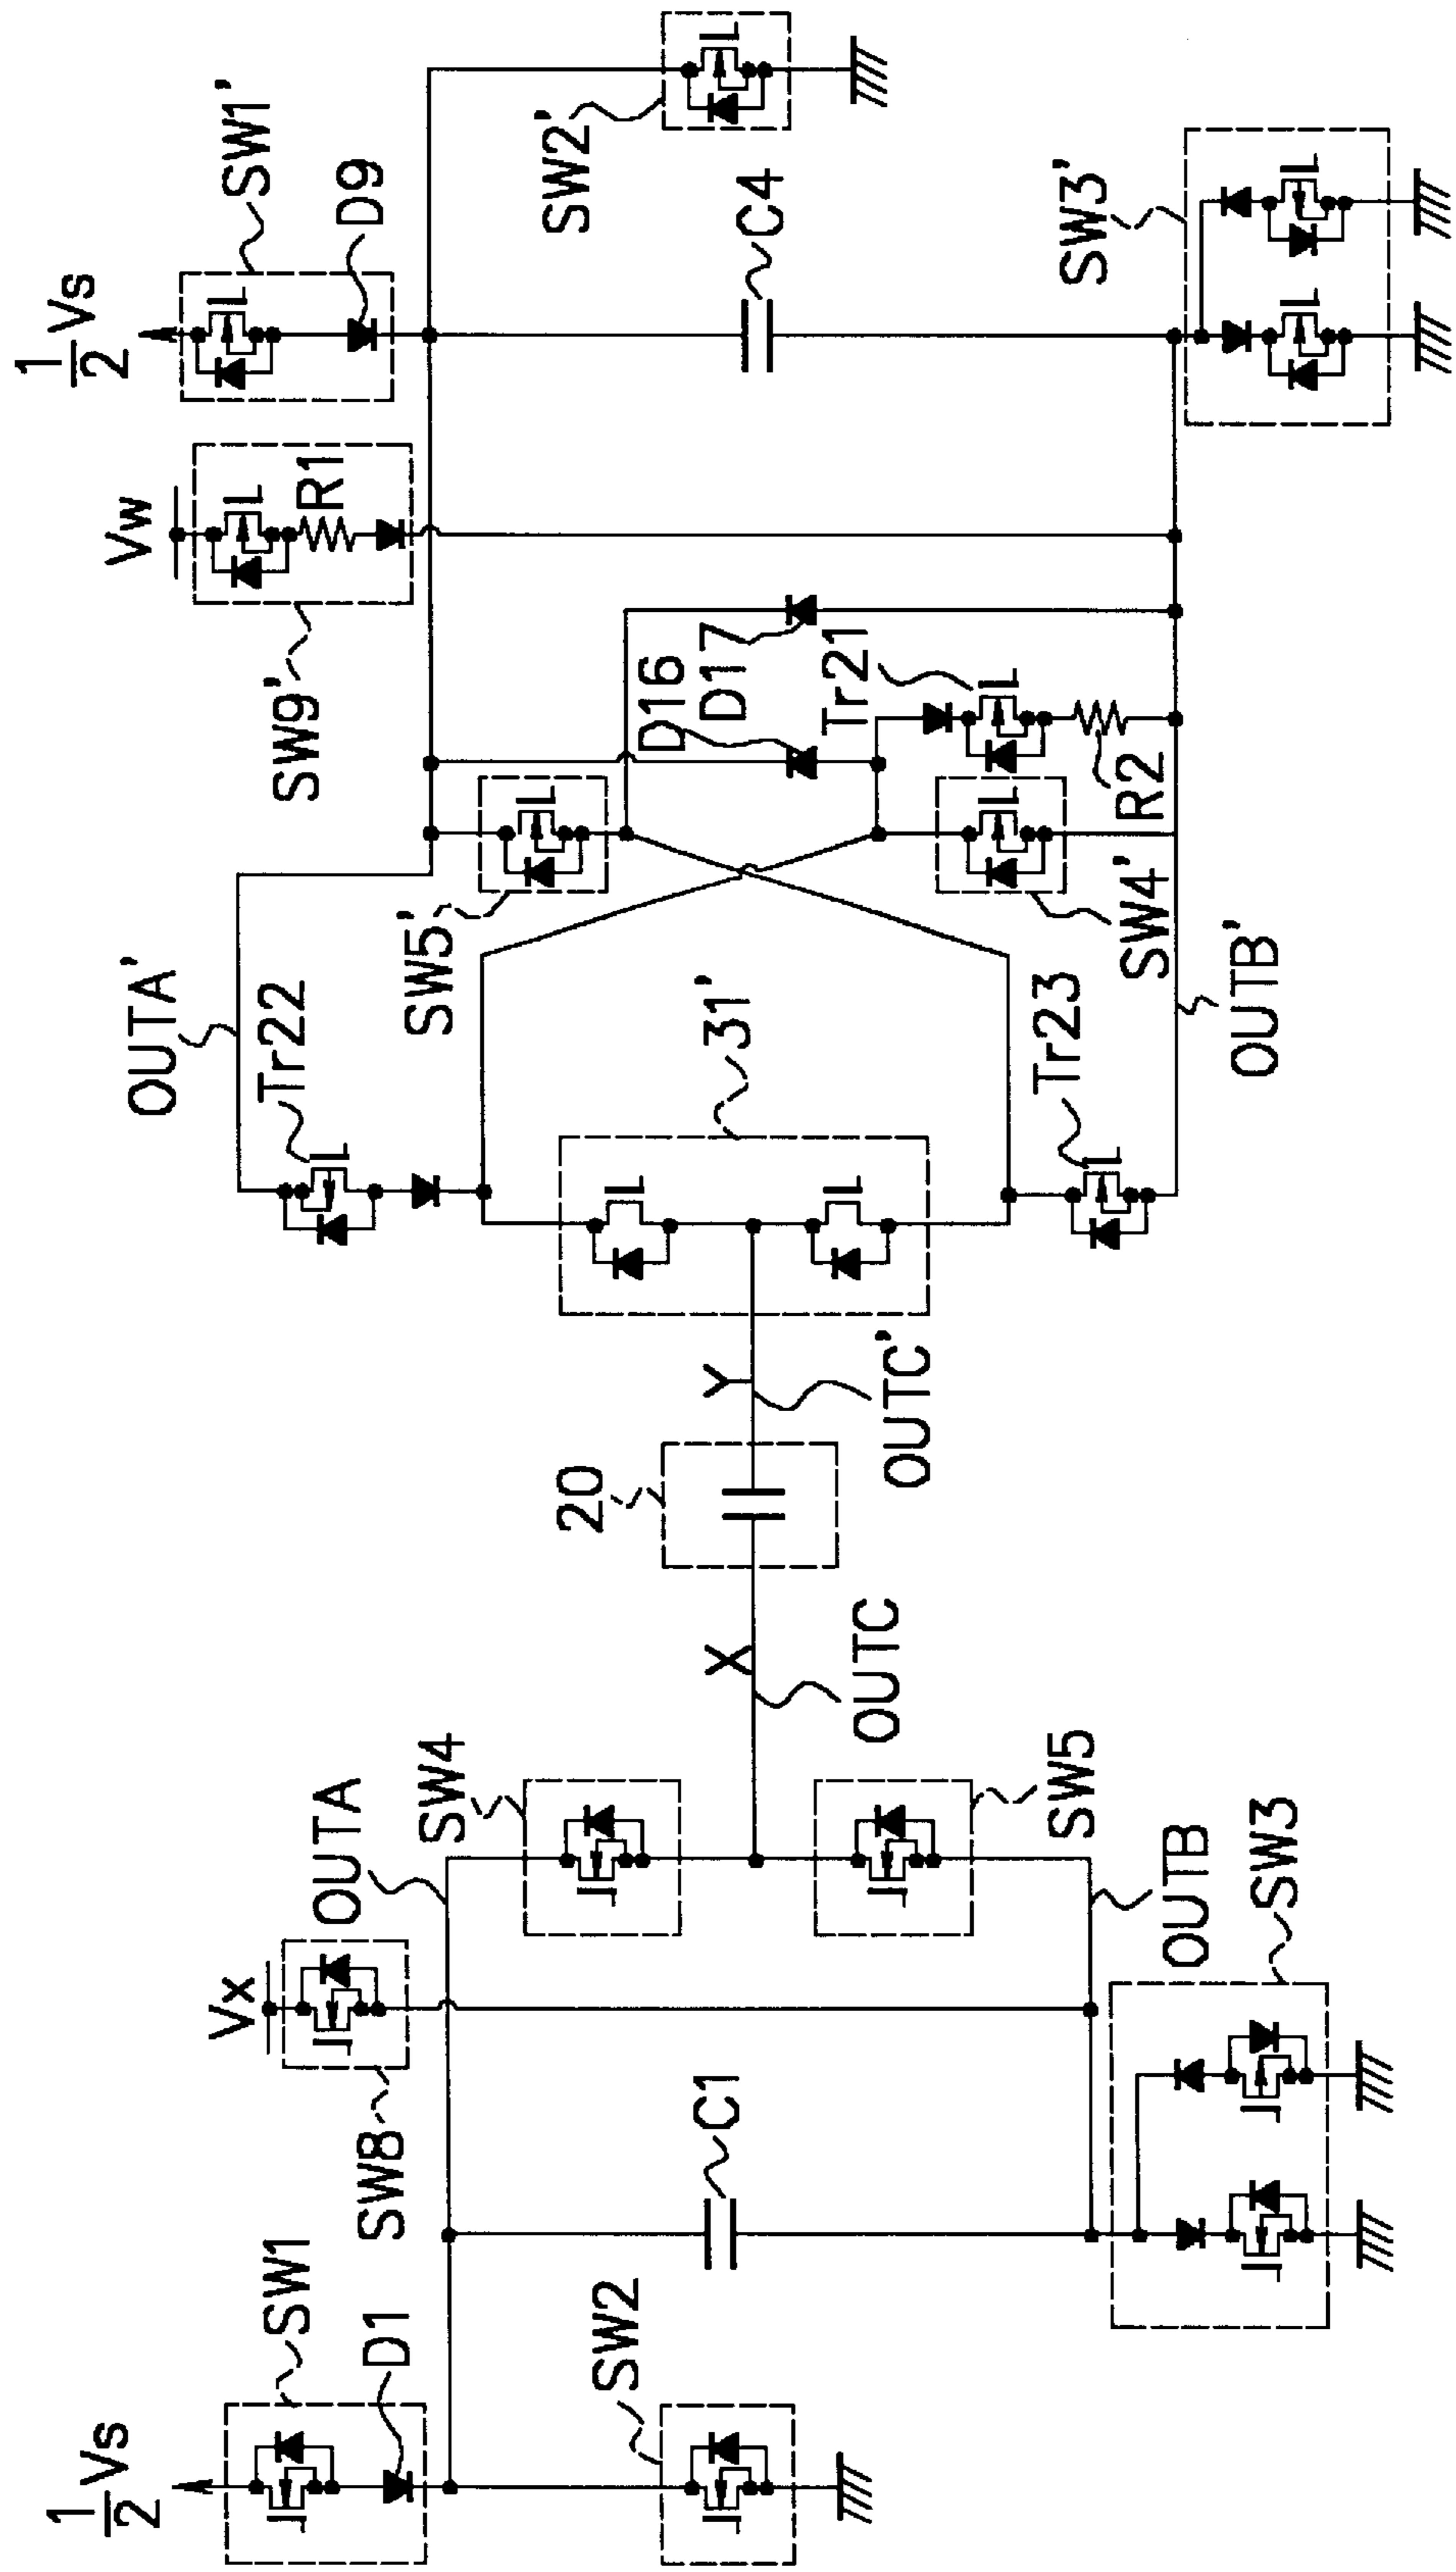 1/2 Vs
SW1
D1
SW2
C1
Vx
SW8
OUTA
SW4
SW5
OUTB
SW3
X
OUTC
20
Y
OUTC'
31'
OUTA'
Tr22
Tr23
OUTB'
SW5'
SW4'
D16
D17
Tr21
R2
Vw
R1
SW9'
1/2 Vs
SW1'
D9
SW2'
C4
SW3'